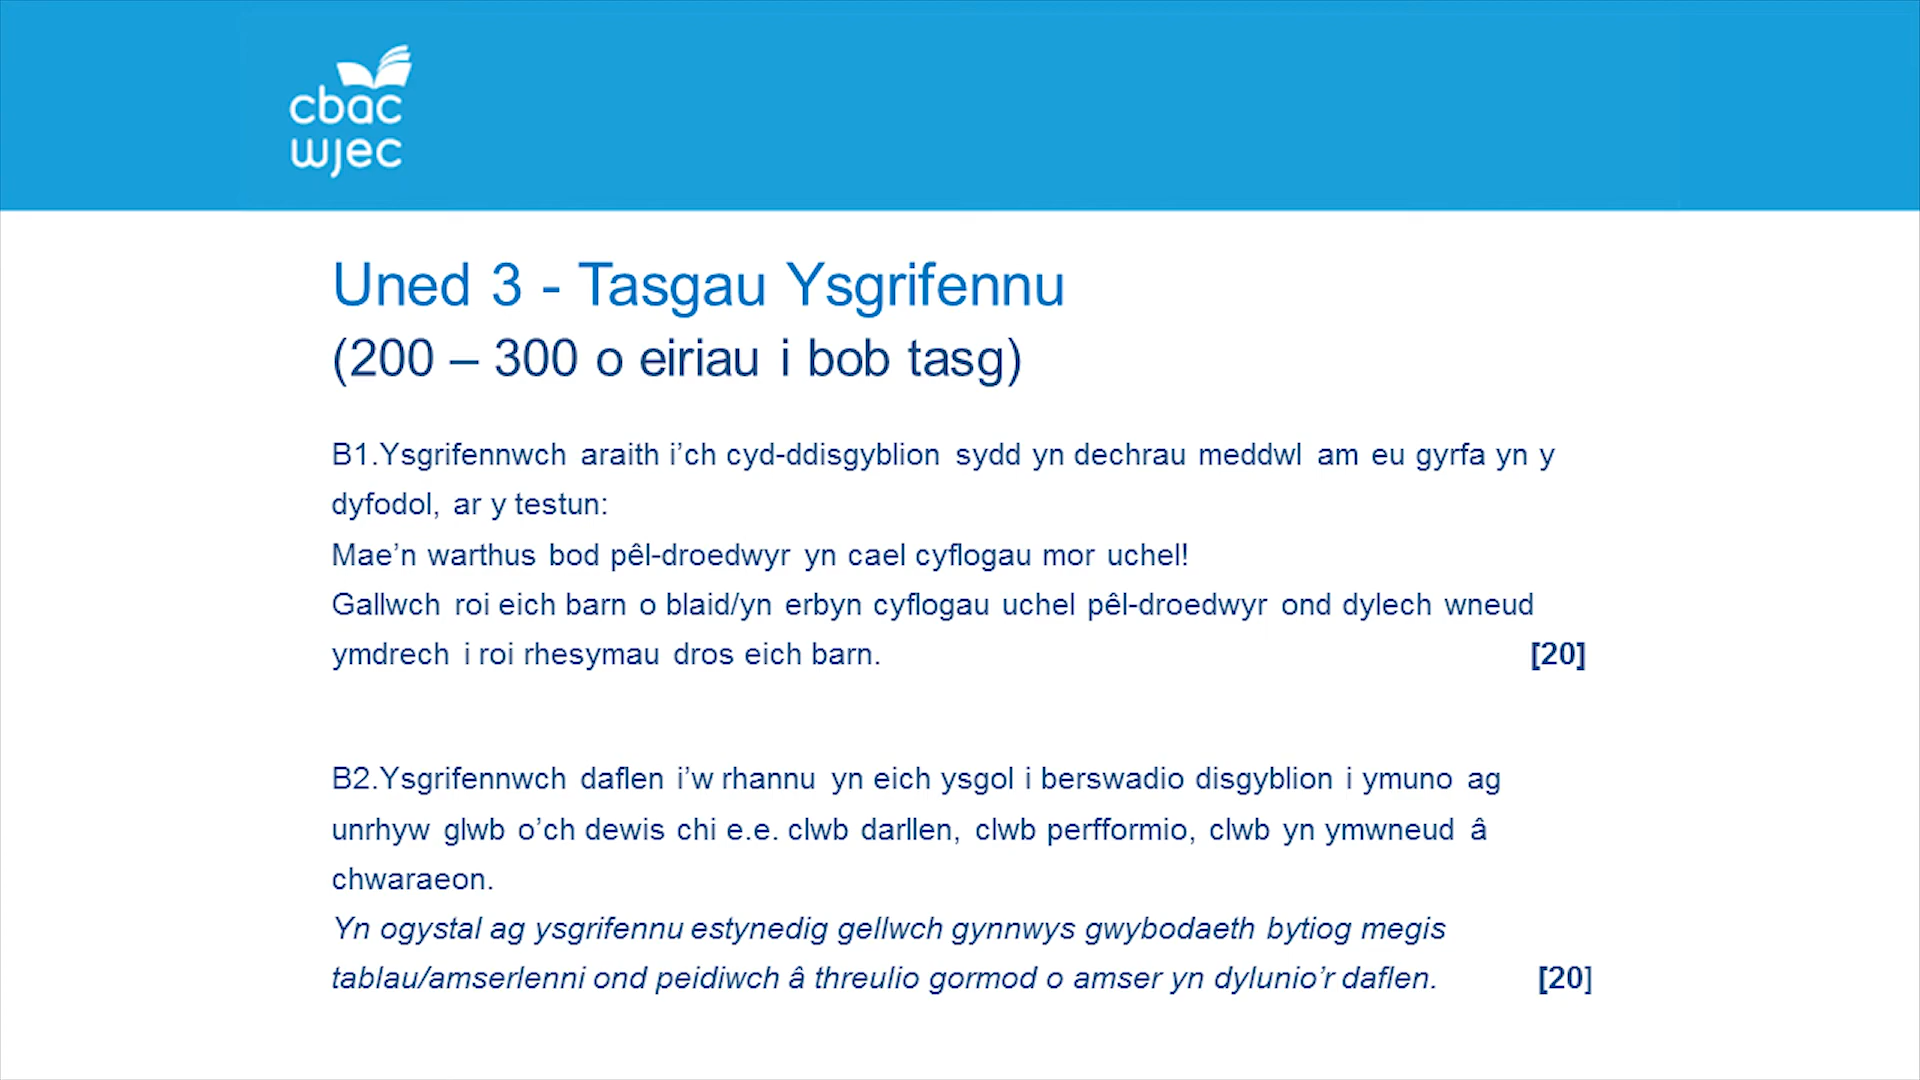 cbac
wjec
Uned 3 - Tasgau Ysgrifennu
(200 – 300 o eiriau i bob tasg)
B1.Ysgrifennwch araith i’ch cyd-ddisgyblion sydd yn dechrau meddwl am eu gyrfa yn y
dyfodol, ar y testun:
Mae’n warthus bod pêl-droedwyr yn cael cyflogau mor uchel!
Gallwch roi eich barn o blaid/yn erbyn cyflogau uchel pêl-droedwyr ond dylech wneud
ymdrech i roi rhesymau dros eich barn. [20]
B2.Ysgrifennwch daflen i’w rhannu yn eich ysgol i berswadio disgyblion i ymuno ag
unrhyw glwb o’ch dewis chi e.e. clwb darllen, clwb perfformio, clwb yn ymwneud â
chwaraeon.
Yn ogystal ag ysgrifennu estynedig gellwch gynnwys gwybodaeth bytiog megis
tablau/amserlenni ond peidiwch â threulio gormod o amser yn dylunio’r daflen. [20]